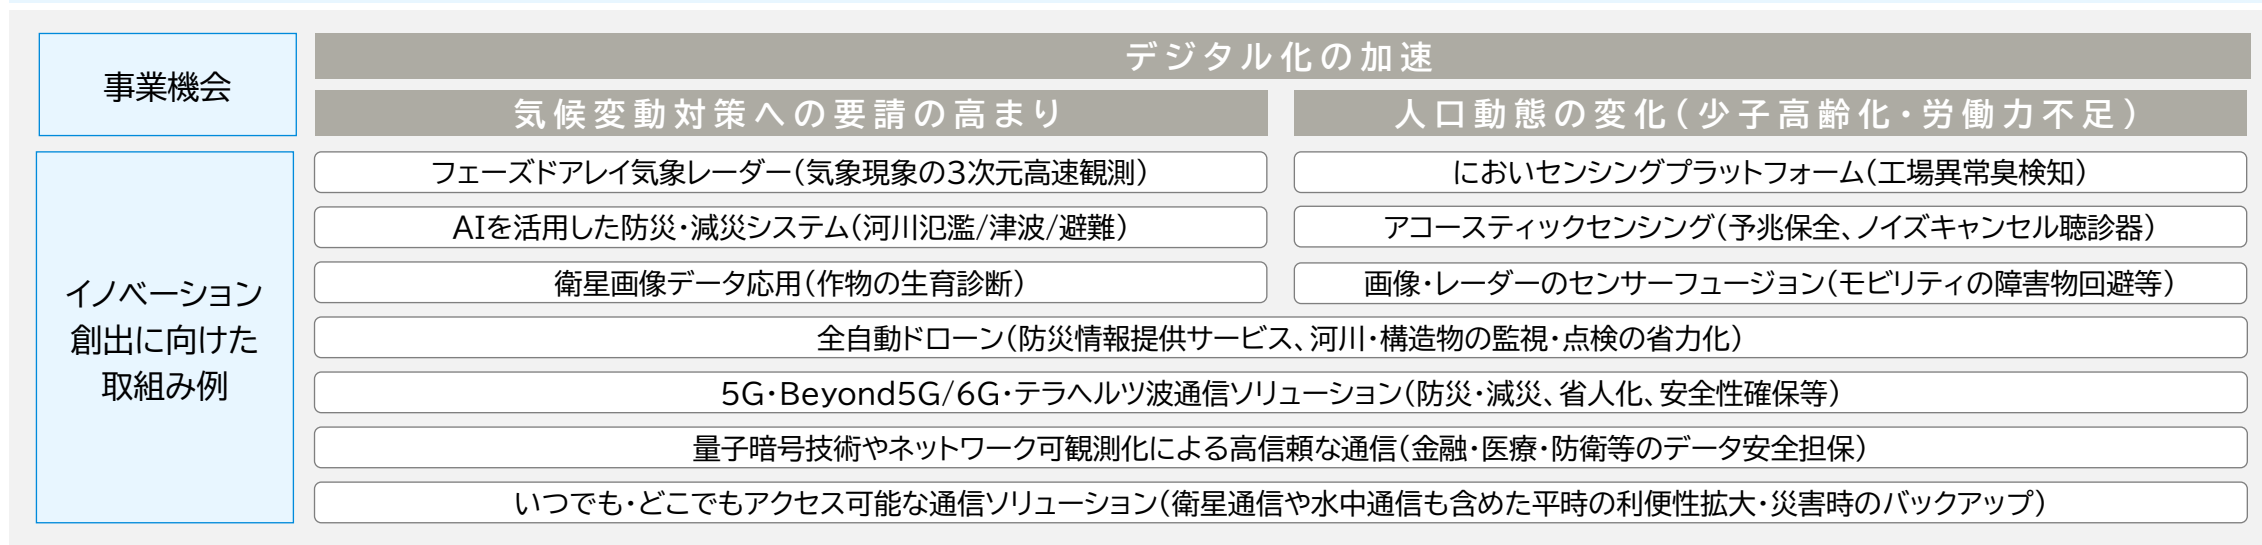 事業機会
デジタル化の加速
気候変動対策への要請の高まり
人口動態の変化(少子高齢化・労働力不足)
イノベーション
創出に向けた
取組み例
フェーズドアレイ気象レーダー(気象現象の3次元高速観測)
においセンシングプラットフォーム(工場異常臭検知)
AIを活用した防災・減災システム(河川氾濫/津波/避難)
アコースティックセンシング(予兆保全、ノイズキャンセル聴診器)
衛星画像データ応用(作物の生育診断)
画像・レーダーのセンサーフュージョン(モビリティの障害物回避等)
全自動ドローン(防災情報提供サービス、河川・構造物の監視・点検の省力化)
5G・Beyond5G/6G・テラヘルツ波通信ソリューション(防災・減災、省人化、安全性確保等)
量子暗号技術やネットワーク可観測化による高信頼な通信(金融・医療・防衛等のデータ安全担保)
いつでも・どこでもアクセス可能な通信ソリューション(衛星通信や水中通信も含めた平時の利便性拡大・災害時のバックアップ)